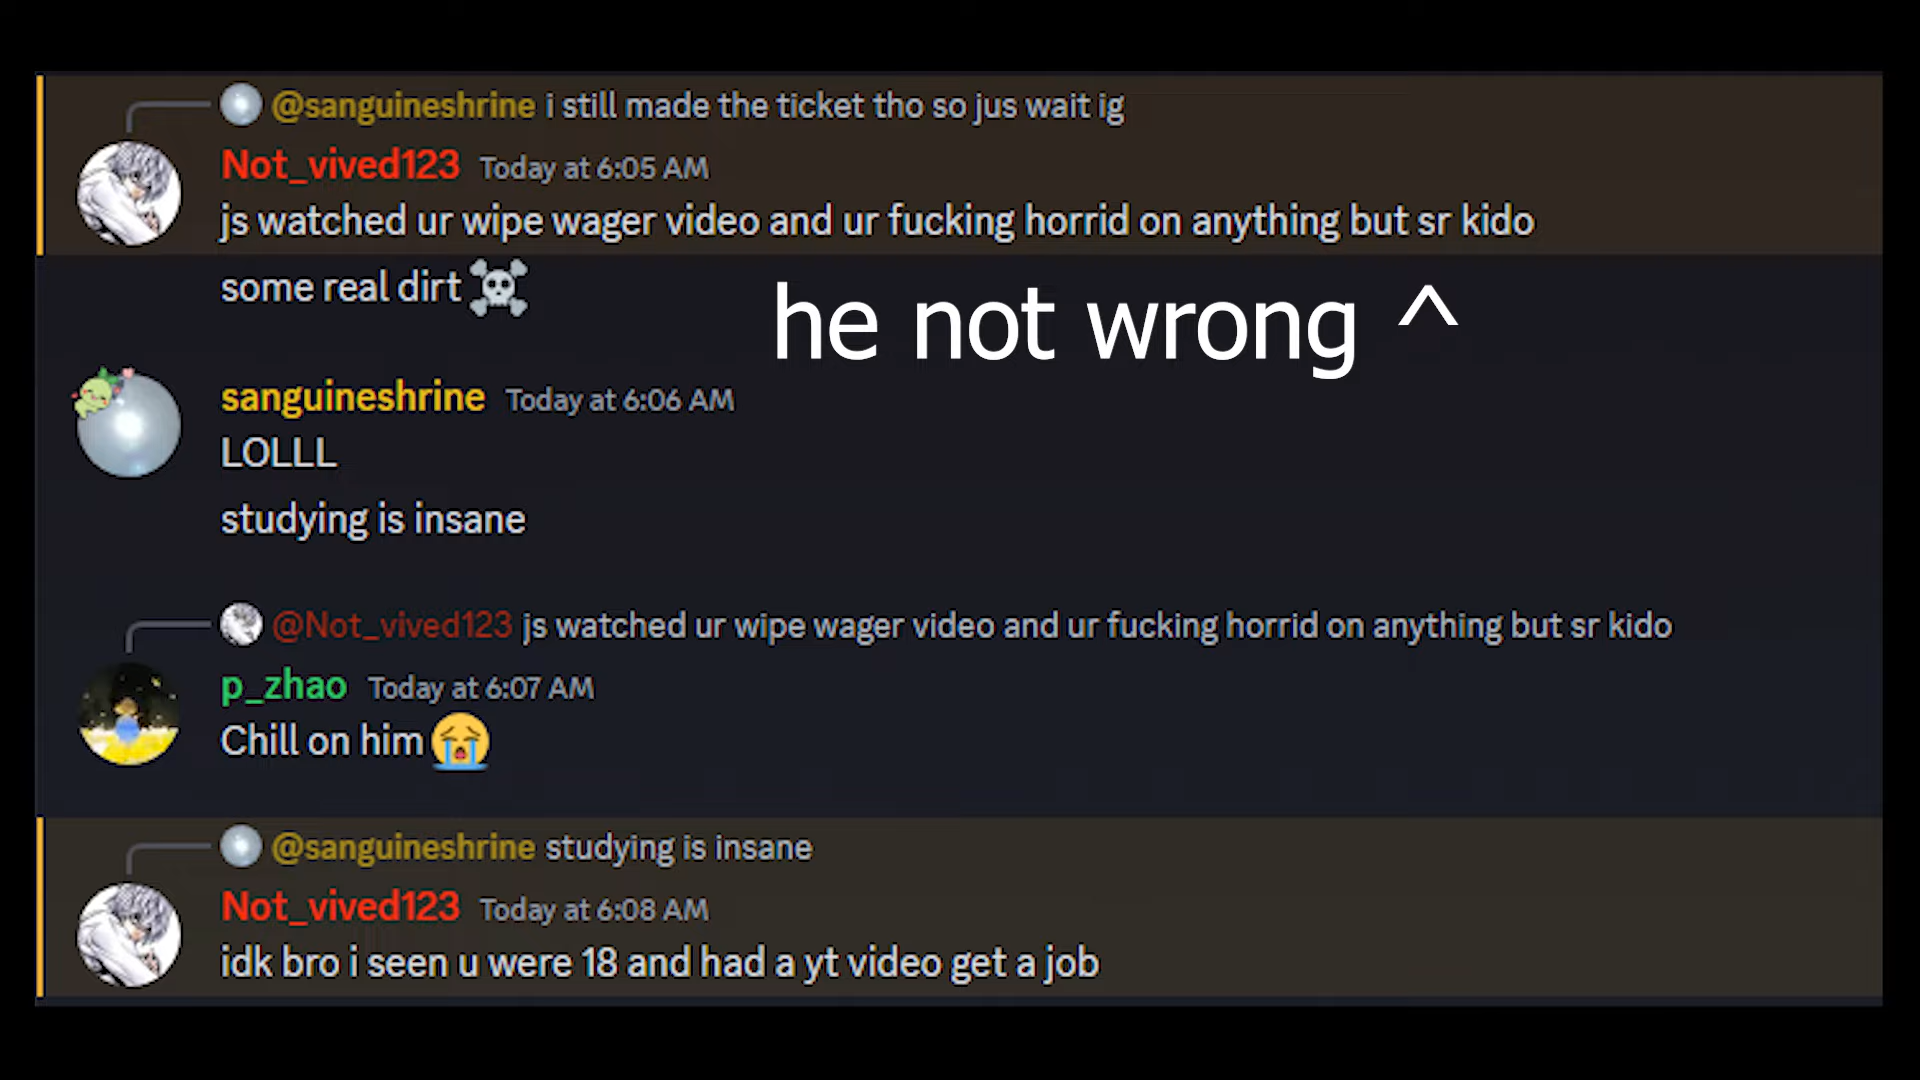 @sanguineshrine i still made the ticket tho so jus wait ig
Not_vived123 Today at 6:05 AM
js watched ur wipe wager video and ur fucking horrid on anything but sr kido
some real dirt ☠️
he not wrong ^
sanguineshrine Today at 6:06 AM
LOLLL
studying is insane
@Not_vived123 js watched ur wipe wager video and ur fucking horrid on anything but sr kido
p_zhao Today at 6:07 AM
Chill on him 😭
@sanguineshrine studying is insane
Not_vived123 Today at 6:08 AM
idk bro i seen u were 18 and had a yt video get a job